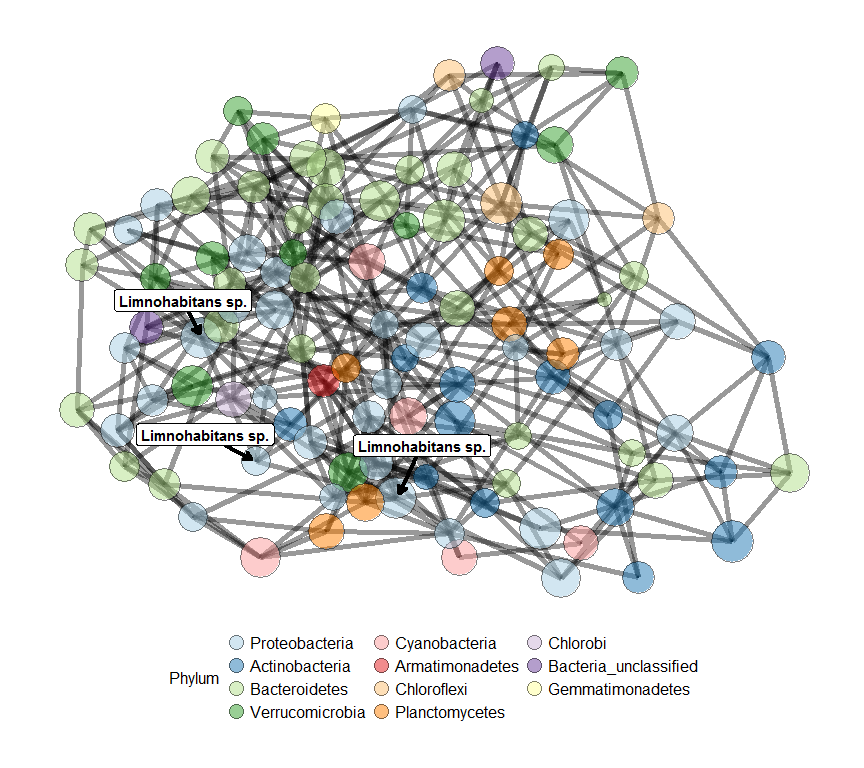 Limnohabitans sp.
Limnohabitans sp.
Limnohabitans sp.
Phylum
Proteobacteria
Actinobacteria
Bacteroidetes
Verrucomicrobia
Cyanobacteria
Armatimonadetes
Chloroflexi
Planctomycetes
Chlorobi
Bacteria_unclassified
Gemmatimonadetes